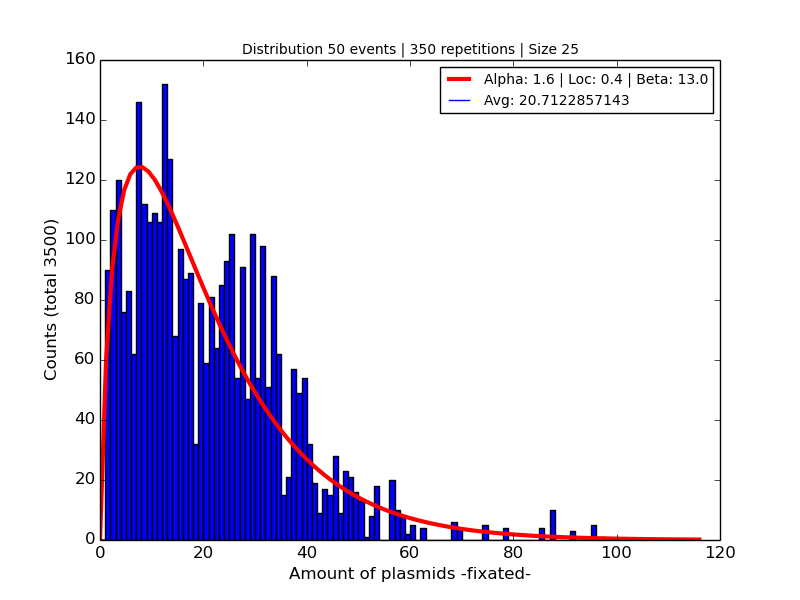 Distribution 50 events | 350 repetitions | Size 25
Alpha: 1.6 | Loc: 0.4 | Beta: 13.0
Avg: 20.7122857143
160
140
120
100
80
60
40
20
0
Counts (total 3500)
0 20 40 60 80 100 120
Amount of plasmids -fixated-